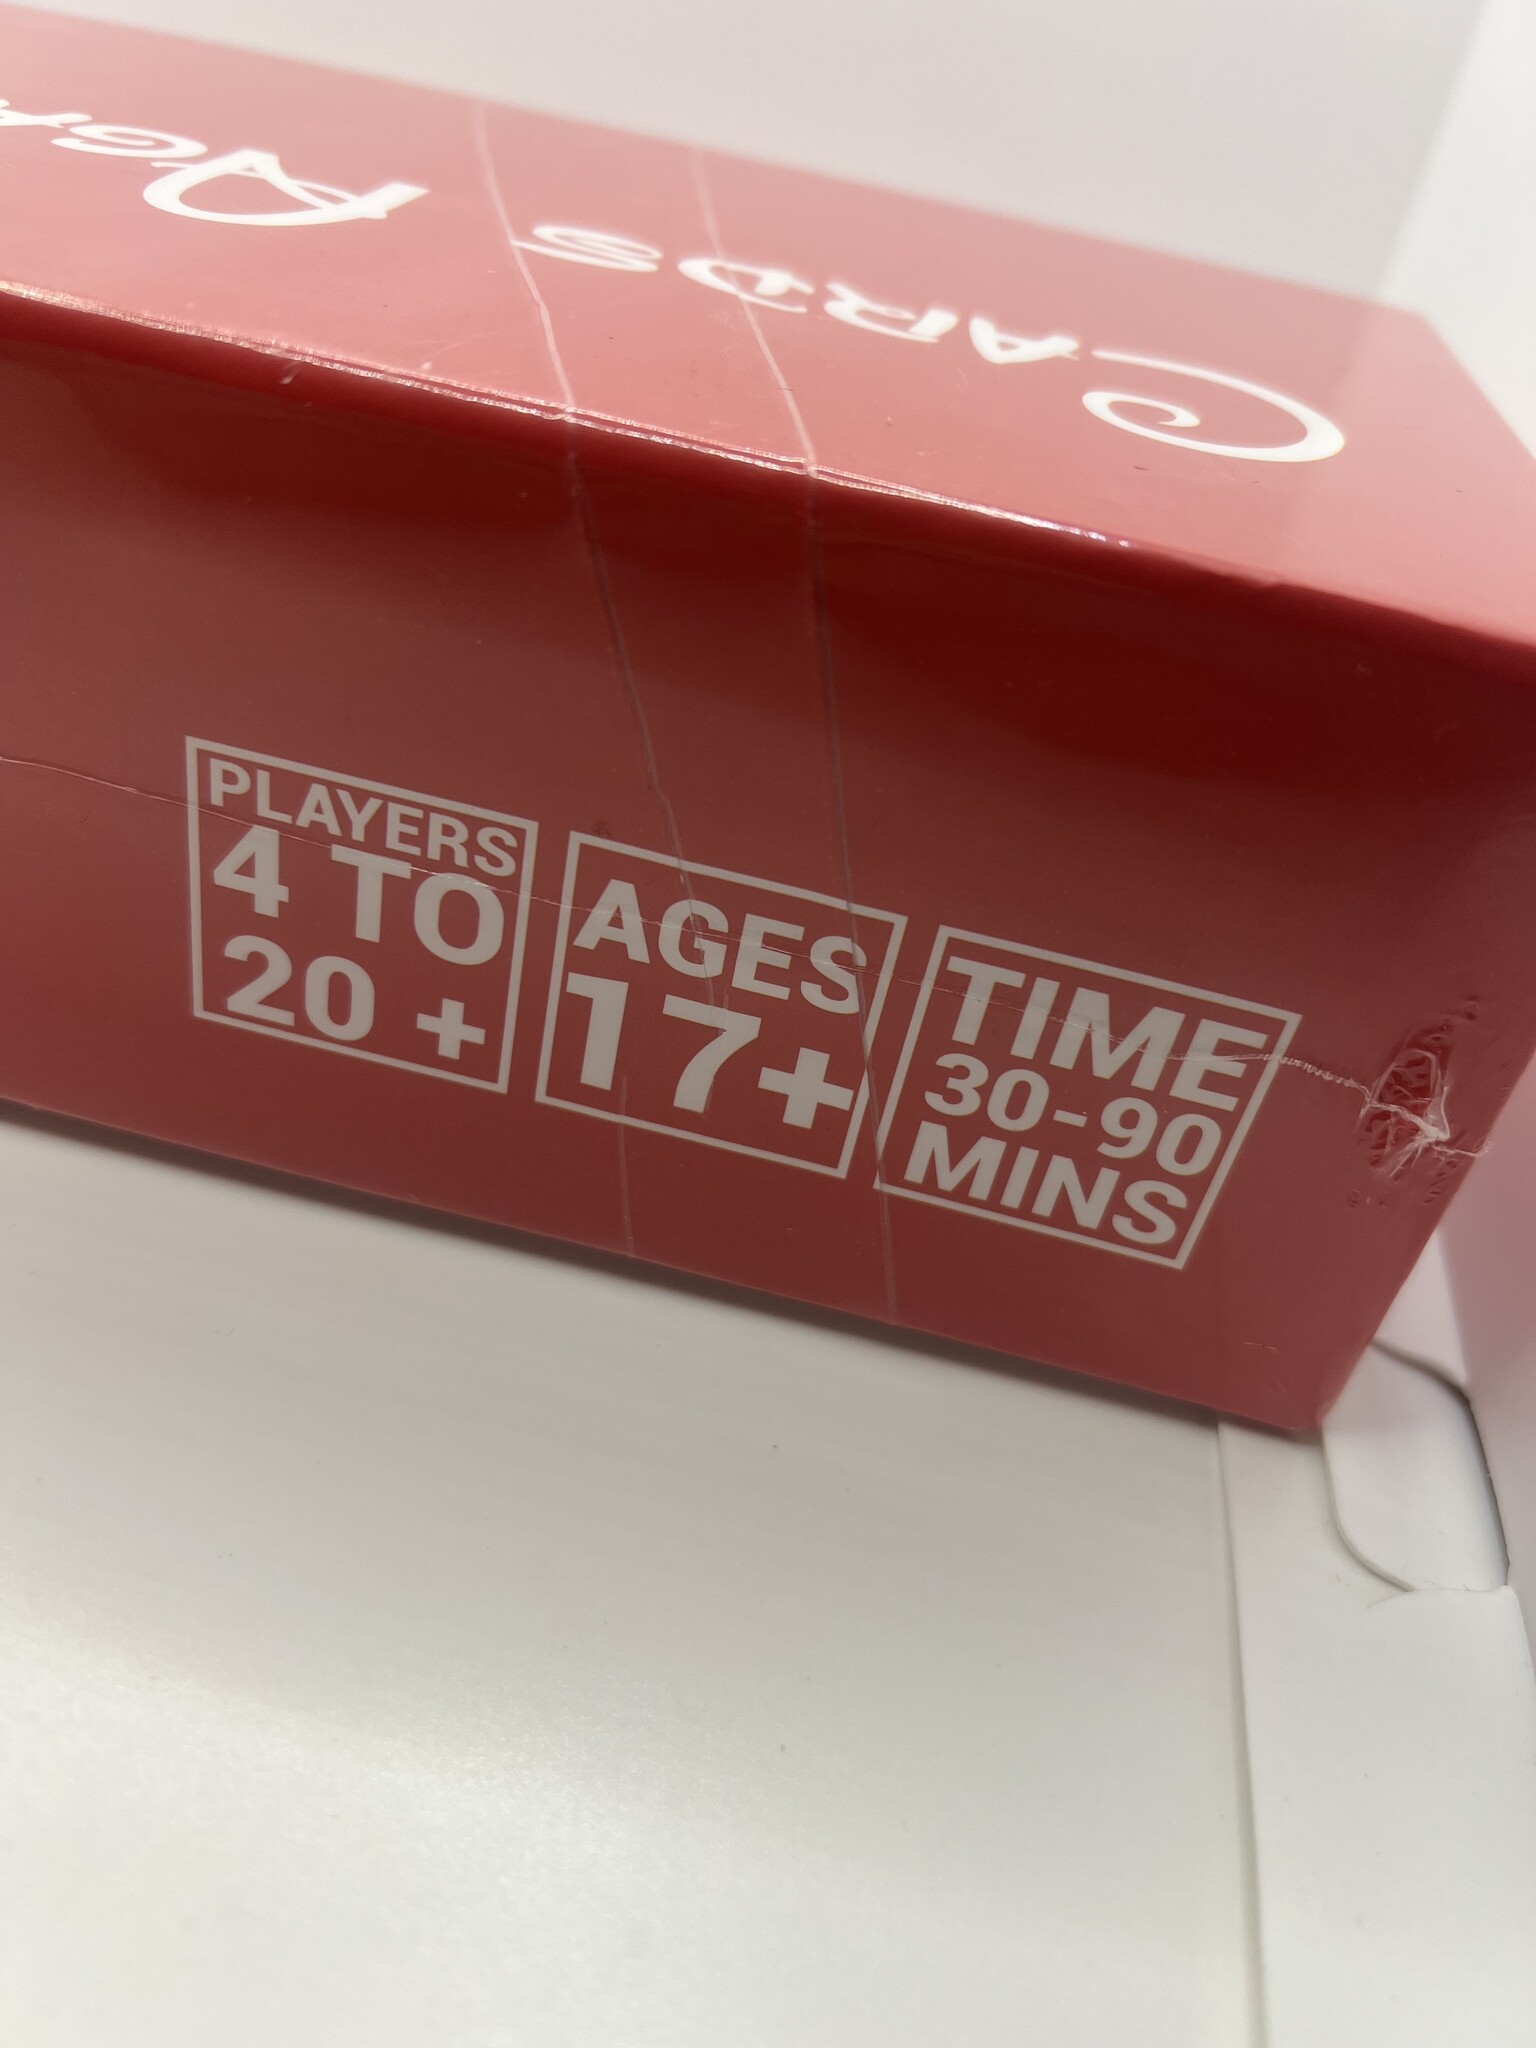 CARDS
PLAYERS
4 TO
20 +
AGES
17+
TIME
30-90
MINS